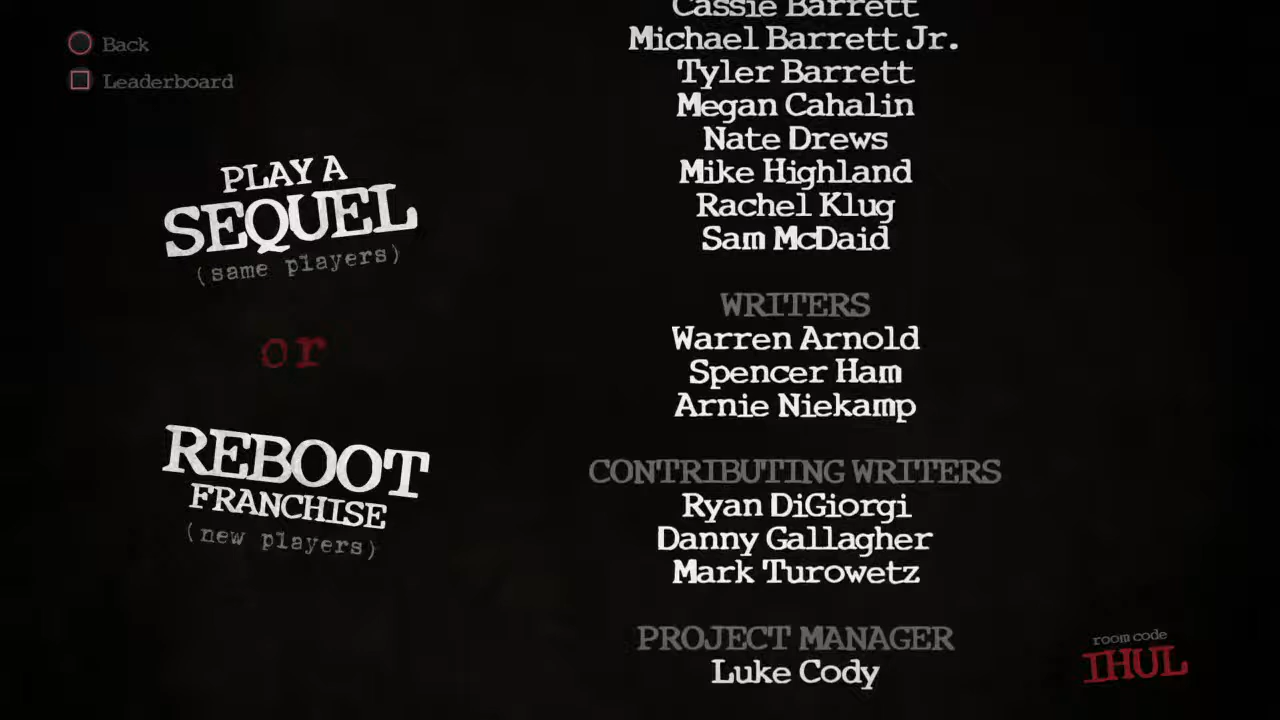 Back
Leaderboard
PLAY A
SEQUEL
(same players)
or
REBOOT
FRANCHISE
(new players)
Cassie Barrett
Michael Barrett Jr.
Tyler Barrett
Megan Cahalin
Nate Drews
Mike Highland
Rachel Klug
Sam McDaid
WRITERS
Warren Arnold
Spencer Ham
Arnie Niekamp
CONTRIBUTING WRITERS
Ryan DiGiorgi
Danny Gallagher
Mark Turowetz
PROJECT MANAGER
Luke Cody
room code
IHUL